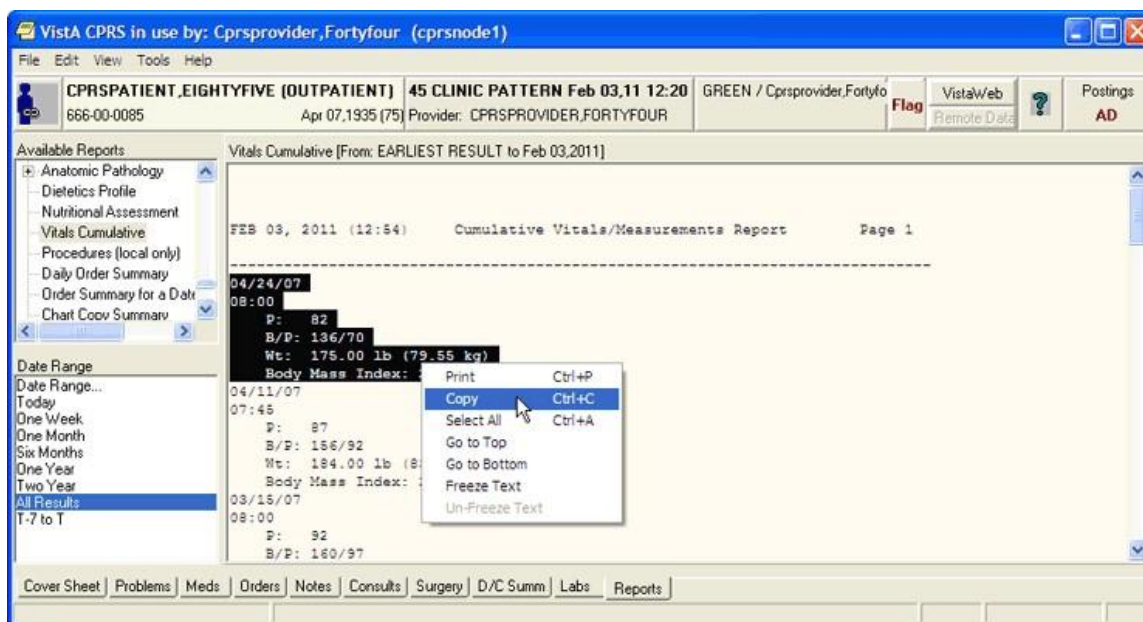 VistA CPRS in use by: Cprsprovider,Fortyfour (cprsnode1)
File Edit View Tools Help
CPRSPATIENT,EIGHTYFIVE (OUTPATIENT)
666-00-0085 Apr 07,1935 (75)
45 CLINIC PATTERN Feb 03,11 12:20
Provider: CPRSPROVIDER,FORTYFOUR
GREEN / Cprsprovider,Fortyfo
Flag
VistaWeb
Remote Data
?
Postings
AD
Available Reports
Anatomic Pathology
Dietetics Profile
Nutritional Assessment
Vitals Cumulative
Procedures (local only)
Daily Order Summary
Order Summary for a Date
Chart Copy Summary
Date Range
Date Range...
Today
One Week
One Month
Six Months
One Year
Two Year
All Results
T-7 to T
Vitals Cumulative [From: EARLIEST RESULT to Feb 03,2011]
FEB 03, 2011 (12:54) Cumulative Vitals/Measurements Report Page 1
04/24/07
08:00
P: 82
B/P: 136/70
Wt: 175.00 lb (79.55 kg)
Body Mass Index:
04/11/07
07:45
P: 87
B/P: 156/92
Wt: 184.00 lb (8
Body Mass Index:
03/15/07
08:00
P: 92
B/P: 160/97
Print Ctrl+P
Copy Ctrl+C
Select All Ctrl+A
Go to Top
Go to Bottom
Freeze Text
Un-Freeze Text
Cover Sheet Problems Meds Orders Notes Consults Surgery D/C Summ Labs Reports